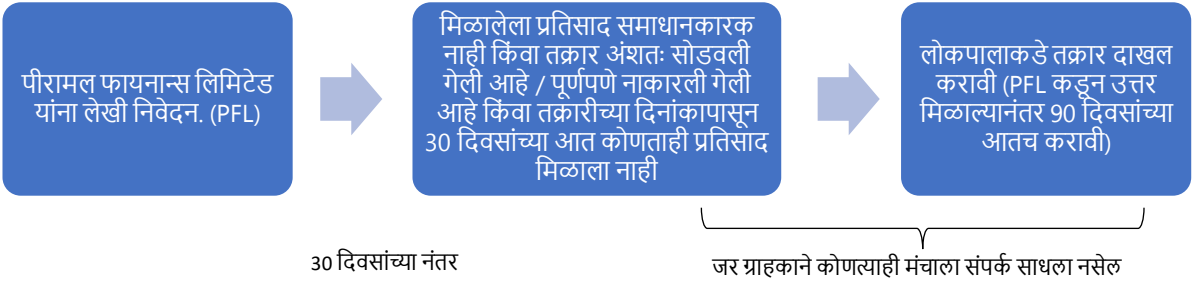 पीरामल फायनान्स लिमिटेड
यांना लेखी निवेदन. (PFL)
मिळालेला प्रतिसाद समाधानकारक
नाही किंवा तक्रार अंशतः सोडवली
गेली आहे / पूर्णपणे नाकारली गेली
आहे किंवा तक्रारीच्या दिनांकापासून
30 दिवसांच्या आत कोणताही प्रतिसाद
मिळाला नाही
लोकपालाकडे तक्रार दाखल
करावी (PFL कडून उत्तर
मिळाल्यानंतर 90 दिवसांच्या
आतच करावी)
30 दिवसांच्या नंतर
जर ग्राहकाने कोणत्याही मंचाला संपर्क साधला नसेल